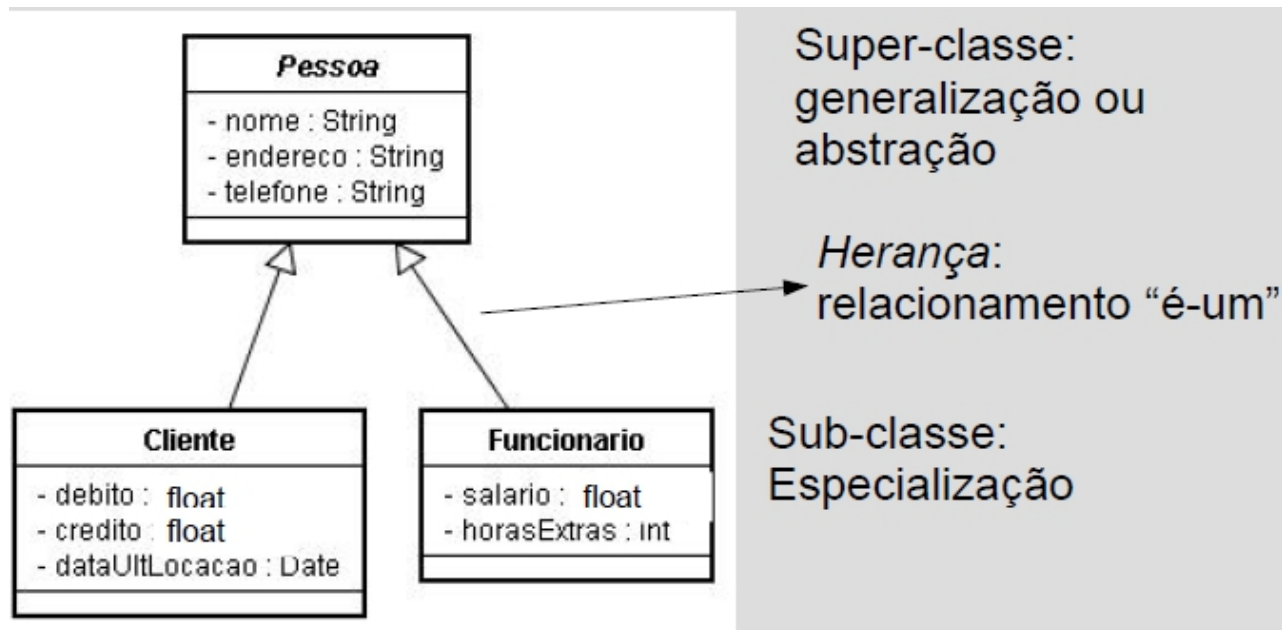 Pessoa
- nome : String
- endereco : String
- telefone : String
Super-classe:
generalização ou
abstração
Herança:
relacionamento “é-um”
Cliente
- debito : float
- credito : float
- dataUltLocacao : Date
Funcionario
- salario : float
- horasExtras : int
Sub-classe:
Especialização